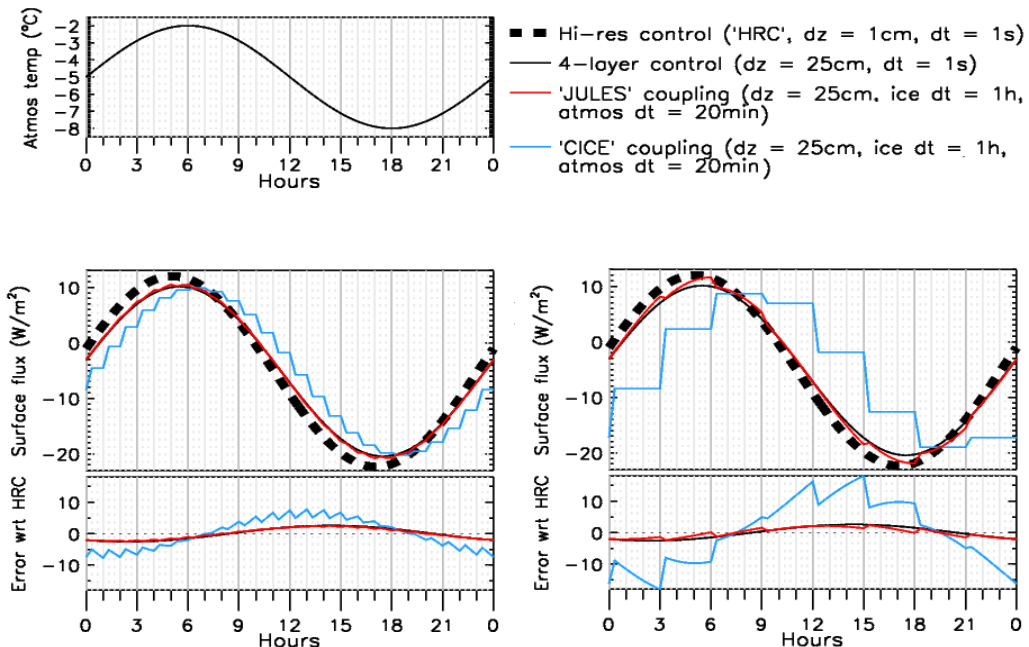 Atmos temp (°C)
−2
−3
−4
−5
−6
−7
−8
0 3 6 9 12 15 18 21 0
Hours
Hi-res control ('HRC', dz = 1cm, dt = 1s)
4-layer control (dz = 25cm, dt = 1s)
'JULES' coupling (dz = 25cm, ice dt = 1h,
atmos dt = 20min)
'CICE' coupling (dz = 25cm, ice dt = 1h,
atmos dt = 20min)
Surface flux (W/m²)
10
0
−10
−20
Error wrt HRC
10
0
−10
0 3 6 9 12 15 18 21 0
Hours
Surface flux (W/m²)
10
0
−10
−20
Error wrt HRC
10
0
−10
0 3 6 9 12 15 18 21 0
Hours